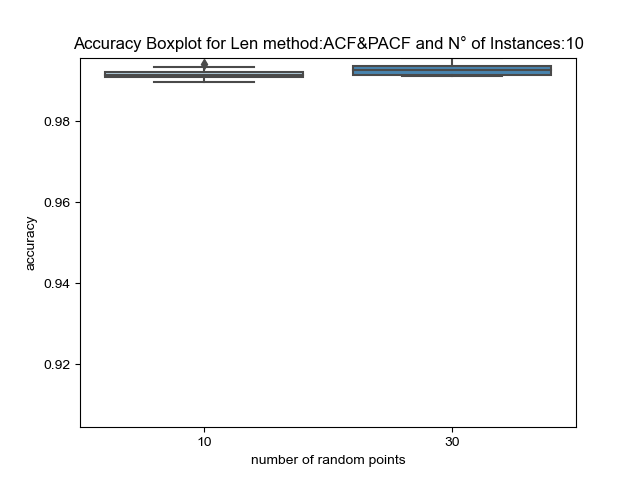 Accuracy Boxplot for Len method:ACF&PACF and N° of Instances:10
0.98
0.96
0.94
0.92
accuracy
10
30
number of random points